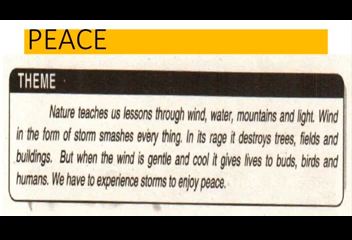 PEACE
THEME
Nature teaches us lessons through wind, water, mountains and light. Wind
in the form of storm smashes every thing. In its rage it destroys trees, fields and
buildings. But when the wind is gentle and cool it gives lives to buds, birds and
humans. We have to experience storms to enjoy peace.